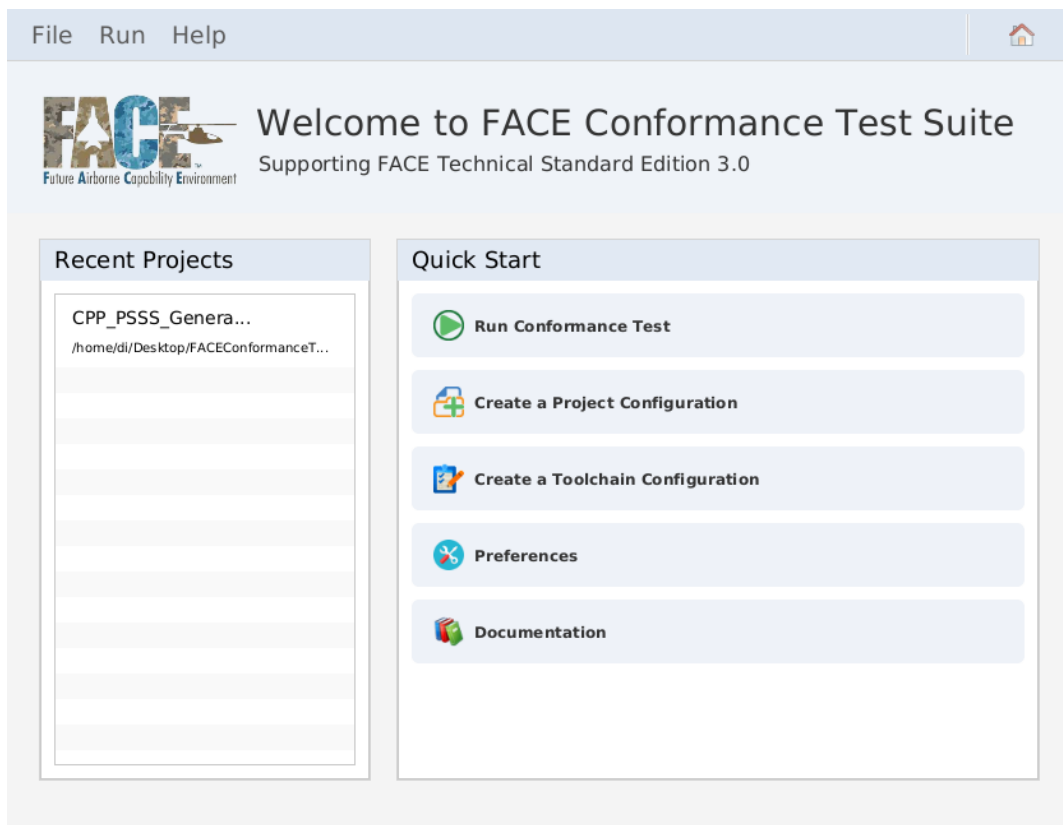 File Run Help
FACE
Future Airborne Capability Environment
Welcome to FACE Conformance Test Suite
Supporting FACE Technical Standard Edition 3.0
Recent Projects
CPP_PSSS_Genera...
/home/di/Desktop/FACEConformanceT...
Quick Start
Run Conformance Test
Create a Project Configuration
Create a Toolchain Configuration
Preferences
Documentation